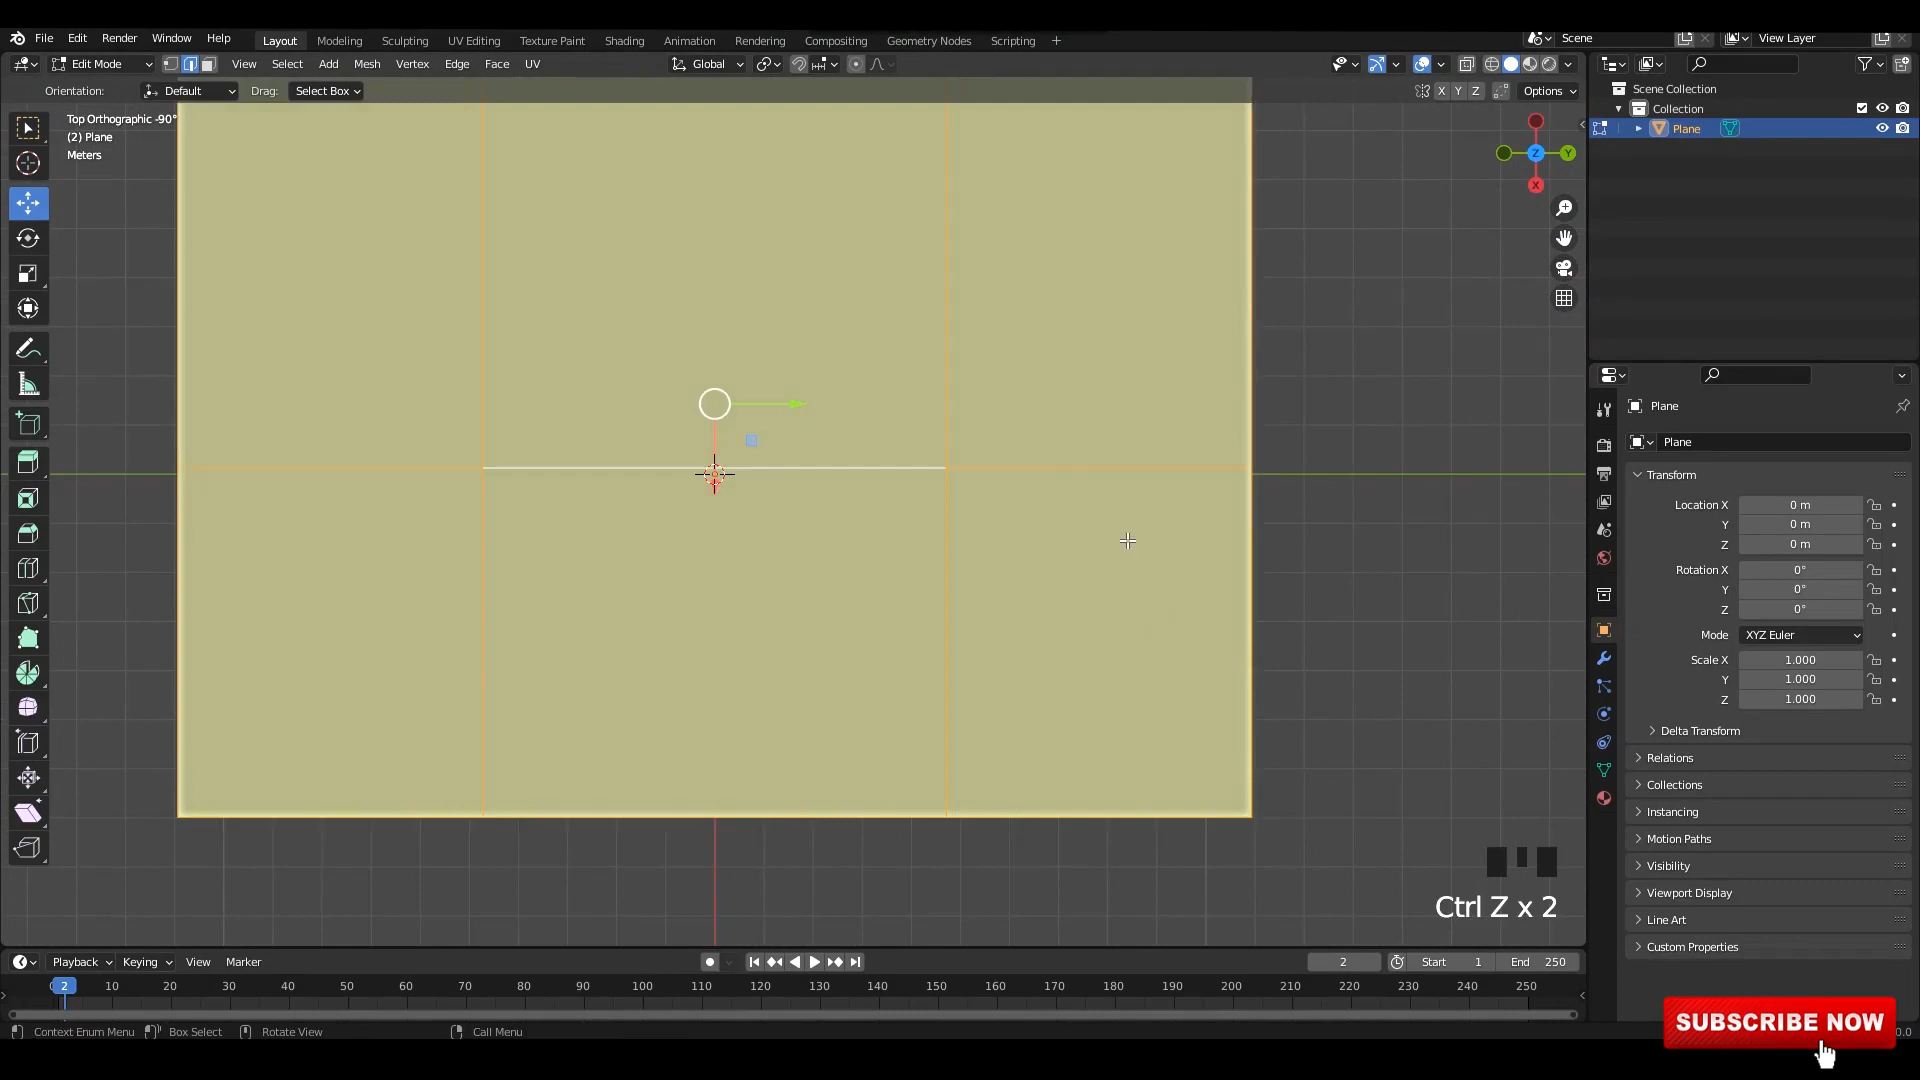 File Edit Render Window Help Layout Modeling Sculpting UV Editing Texture Paint Shading Animation Rendering Compositing Geometry Nodes Scripting + Scene View Layer
Edit Mode View Select Add Mesh Vertex Edge Face UV Global
Orientation: Default Drag: Select Box X Y Z Options
Top Orthographic -90°
(2) Plane
Meters
Z Y X
Scene Collection
Collection
Plane
Plane
Plane
Transform
Location X 0 m
Y 0 m
Z 0 m
Rotation X 0°
Y 0°
Z 0°
Mode XYZ Euler
Scale X 1.000
Y 1.000
Z 1.000
Delta Transform
Relations
Collections
Instancing
Motion Paths
Visibility
Viewport Display
Line Art
Custom Properties
Ctrl Z x 2
Playback Keying View Marker 2 Start 1 End 250
2 10 20 30 40 50 60 70 80 90 100 110 120 130 140 150 160 170 180 190 200 210 220 230 240 250
Context Enum Menu Box Select Rotate View Call Menu
SUBSCRIBE NOW